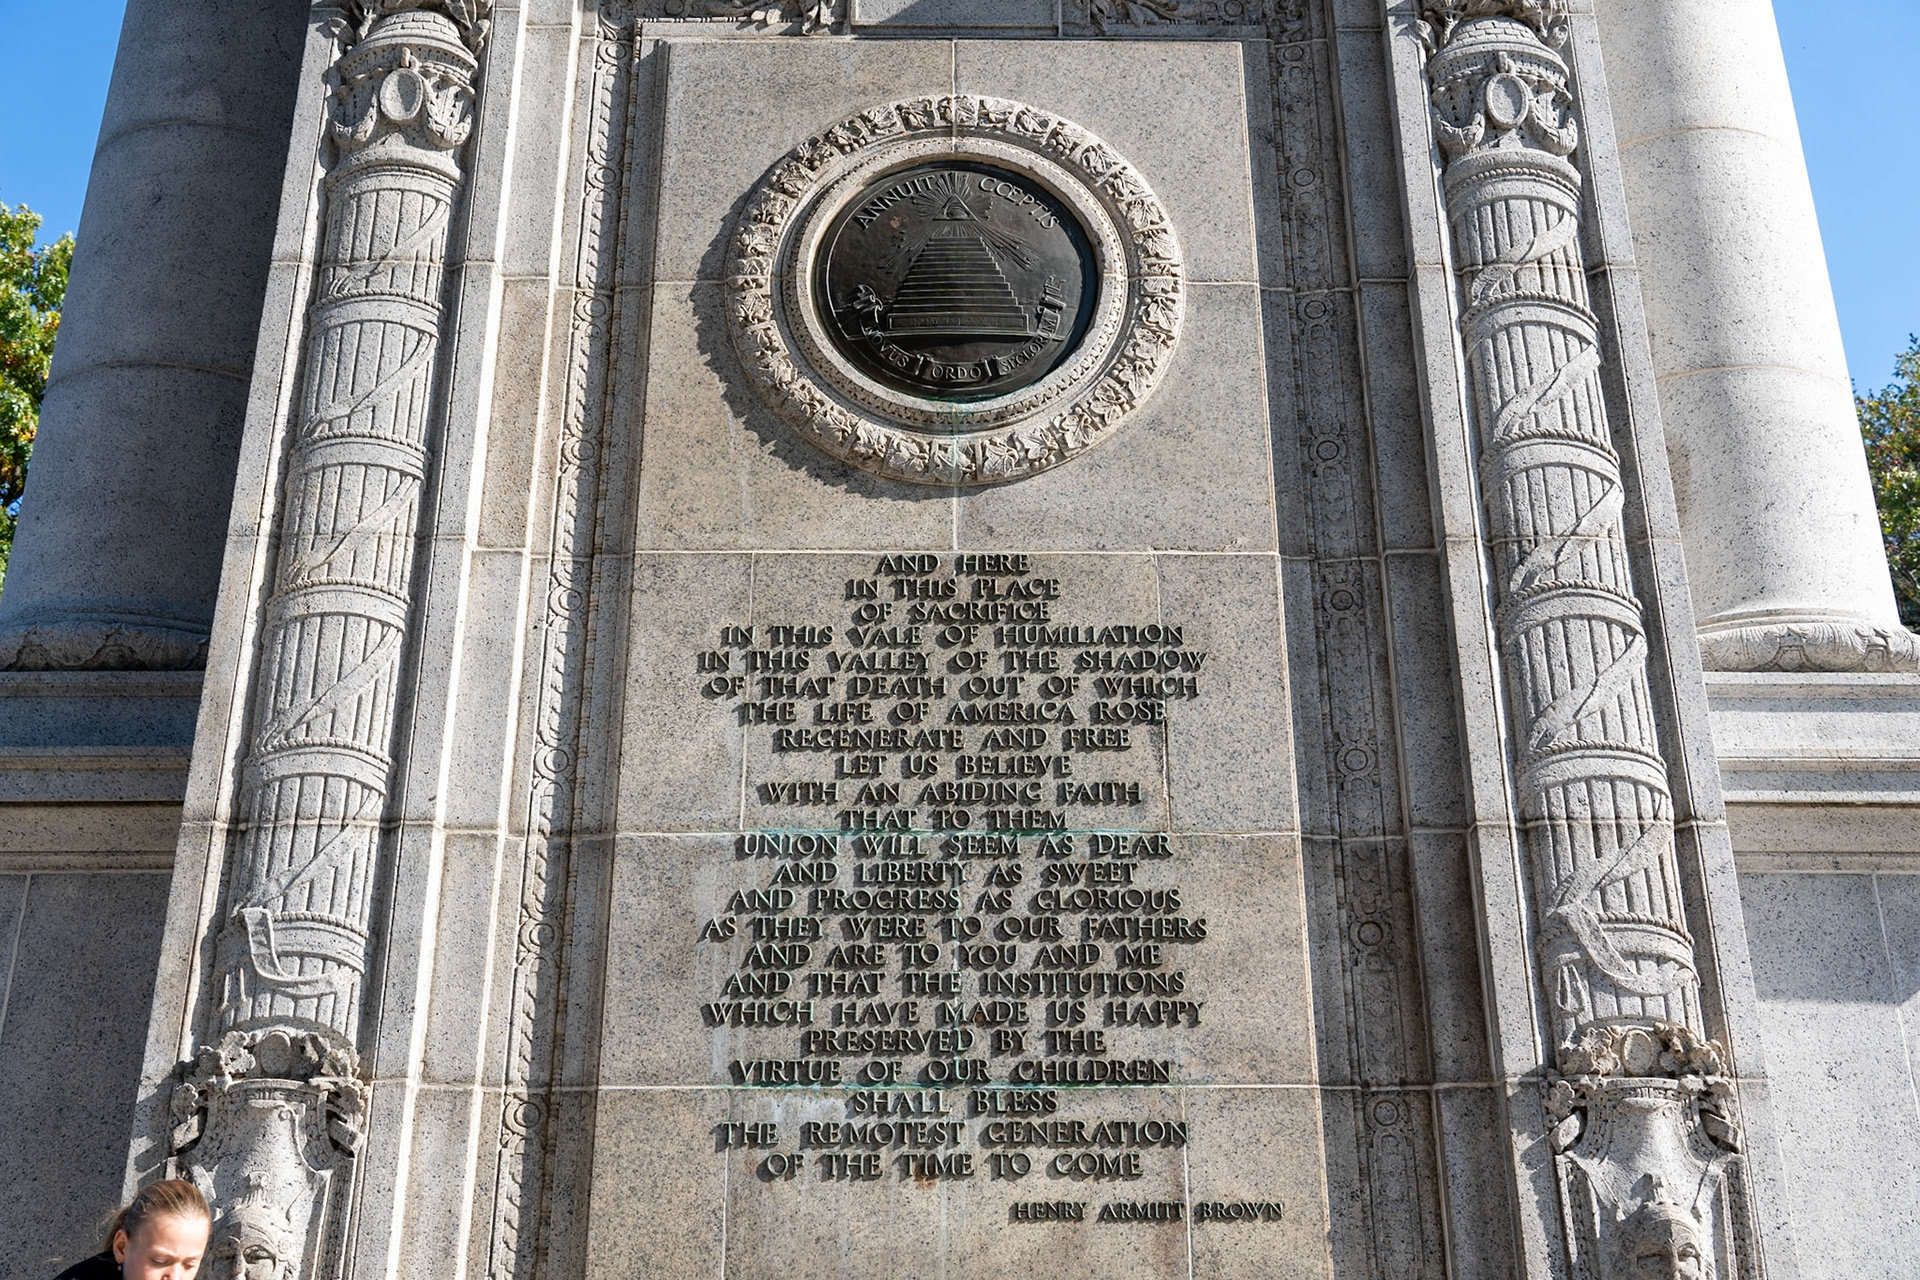 ANNUIT CŒPTIS
NOVUS ORDO SECLORUM
AND HERE
IN THIS PLACE
OF SACRIFICE
IN THIS VALE OF HUMILIATION
IN THIS VALLEY OF THE SHADOW
OF THAT DEATH OUT OF WHICH
THE LIFE OF AMERICA ROSE
REGENERATE AND FREE
LET US BELIEVE
WITH AN ABIDING FAITH
THAT TO THEM
UNION WILL SEEM AS DEAR
AND LIBERTY AS SWEET
AND PROGRESS AS GLORIOUS
AS THEY WERE TO OUR FATHERS
AND ARE TO YOU AND ME
AND THAT THE INSTITUTIONS
WHICH HAVE MADE US HAPPY
PRESERVED BY THE
VIRTUE OF OUR CHILDREN
SHALL BLESS
THE REMOTEST GENERATION
OF THE TIME TO COME
HENRY ARMITT BROWN